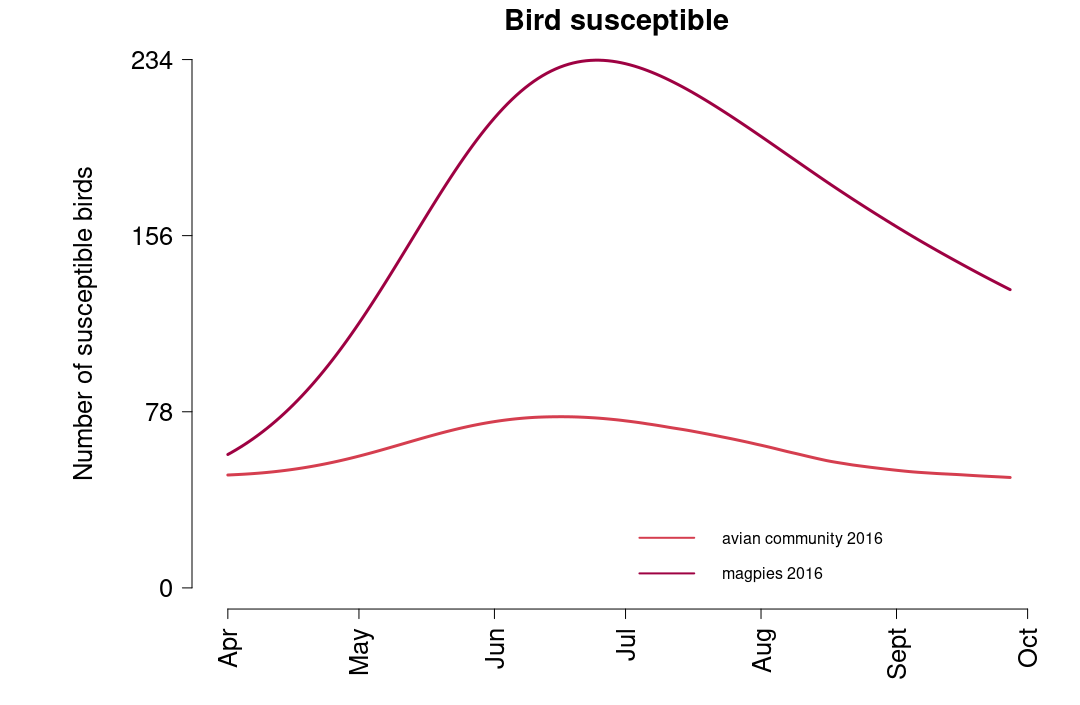 Bird susceptible
Number of susceptible birds
234
156
78
0
avian community 2016
magpies 2016
Apr
May
Jun
Jul
Aug
Sept
Oct